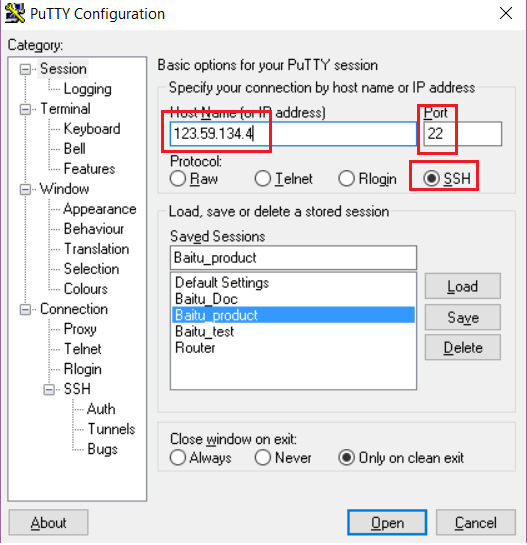 PuTTY Configuration
Category:
Session
Logging
Terminal
Keyboard
Bell
Features
Window
Appearance
Behaviour
Translation
Selection
Colours
Connection
Proxy
Telnet
Rlogin
SSH
Auth
Tunnels
Bugs
Basic options for your PuTTY session
Specify your connection by host name or IP address
Host Name (or IP address) Port
123.59.134.4 22
Protocol:
Raw Telnet Rlogin SSH
Load, save or delete a stored session
Saved Sessions
Baitu_product
Default Settings
Baitu_Doc
Baitu_product
Baitu_test
Router
Load
Save
Delete
Close window on exit:
Always Never Only on clean exit
About Open Cancel